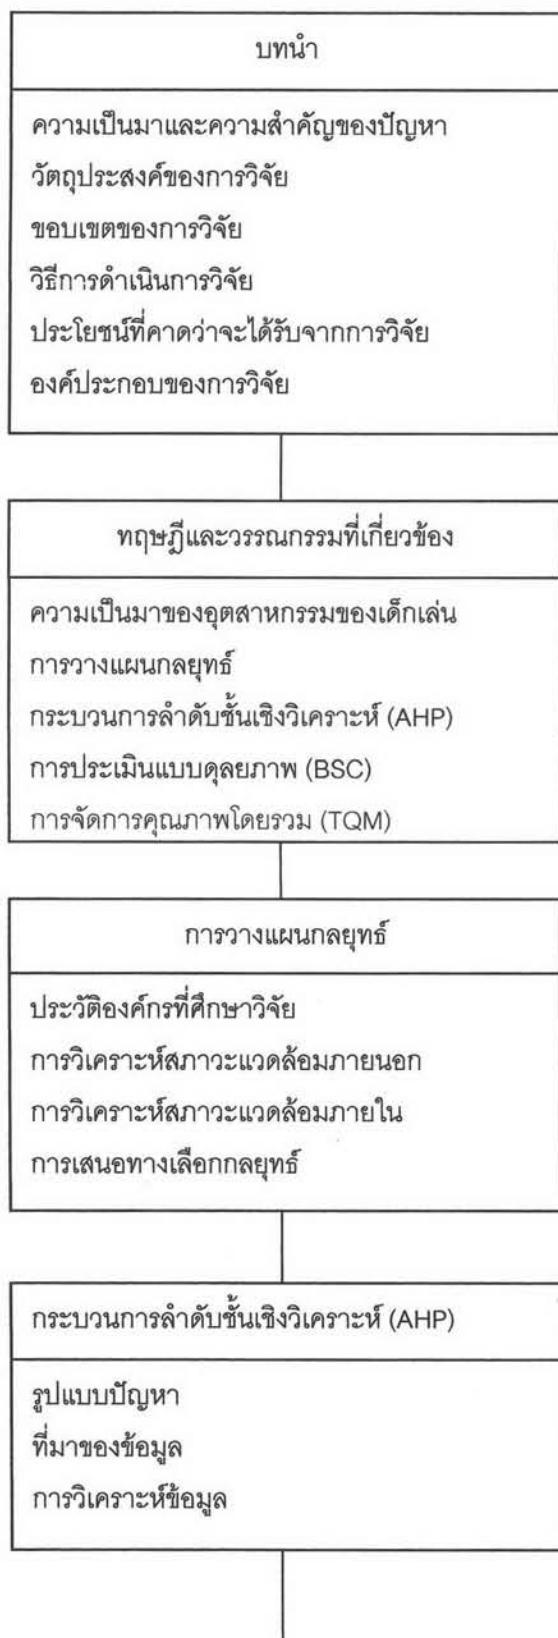 บทนำ
ความเป็นมาและความสำคัญของปัญหา
วัตถุประสงค์ของการวิจัย
ขอบเขตของการวิจัย
วิธีการดำเนินการวิจัย
ประโยชน์ที่คาดว่าจะได้รับจากการวิจัย
องค์ประกอบของการวิจัย
ทฤษฎีและวรรณกรรมที่เกี่ยวข้อง
ความเป็นมาของอุตสาหกรรมของเด็กเล่น
การวางแผนกลยุทธ์
กระบวนการลำดับชั้นเชิงวิเคราะห์ (AHP)
การประเมินแบบดุลยภาพ (BSC)
การจัดการคุณภาพโดยรวม (TQM)
การวางแผนกลยุทธ์
ประวัติองค์กรที่ศึกษาวิจัย
การวิเคราะห์สภาวะแวดล้อมภายนอก
การวิเคราะห์สภาวะแวดล้อมภายใน
การเสนอทางเลือกกลยุทธ์
กระบวนการลำดับชั้นเชิงวิเคราะห์ (AHP)
รูปแบบปัญหา
ที่มาของข้อมูล
การวิเคราะห์ข้อมูล